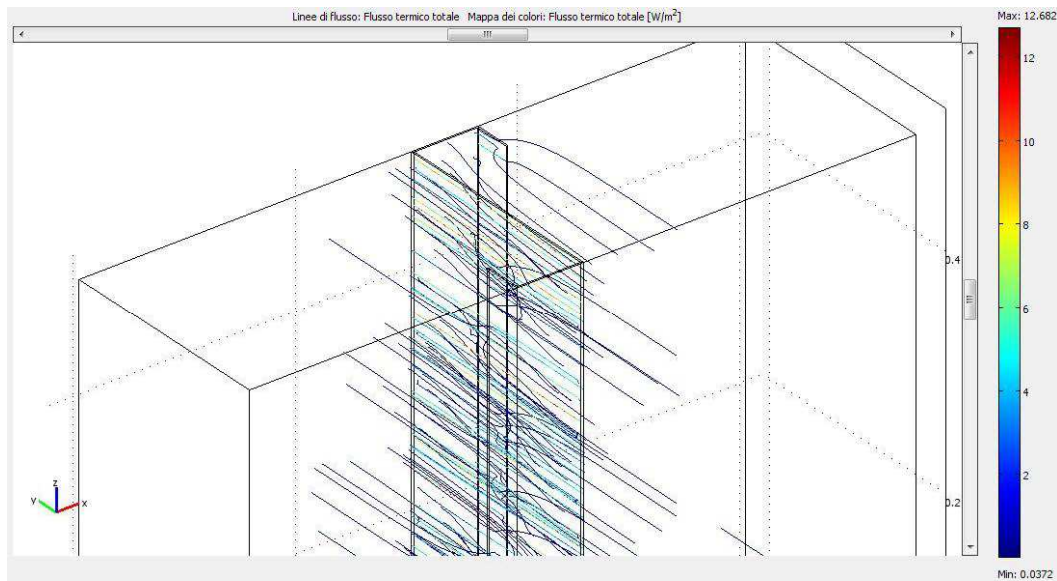 Linee di flusso: Flusso termico totale Mappa dei colori: Flusso termico totale [W/m²]
Max: 12.682
12
10
8
6
4
2
0.4
0.2
z
y
x
Min: 0.0372